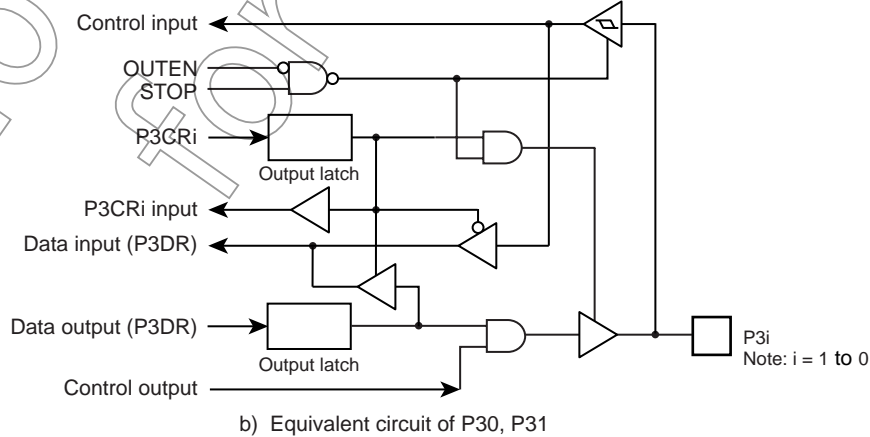 for
Control input
OUTEN
STOP
P3CRi
Output latch
P3CRi input
Data input (P3DR)
Data output (P3DR)
Output latch
Control output
P3i
Note: i = 1 to 0
b) Equivalent circuit of P30, P31